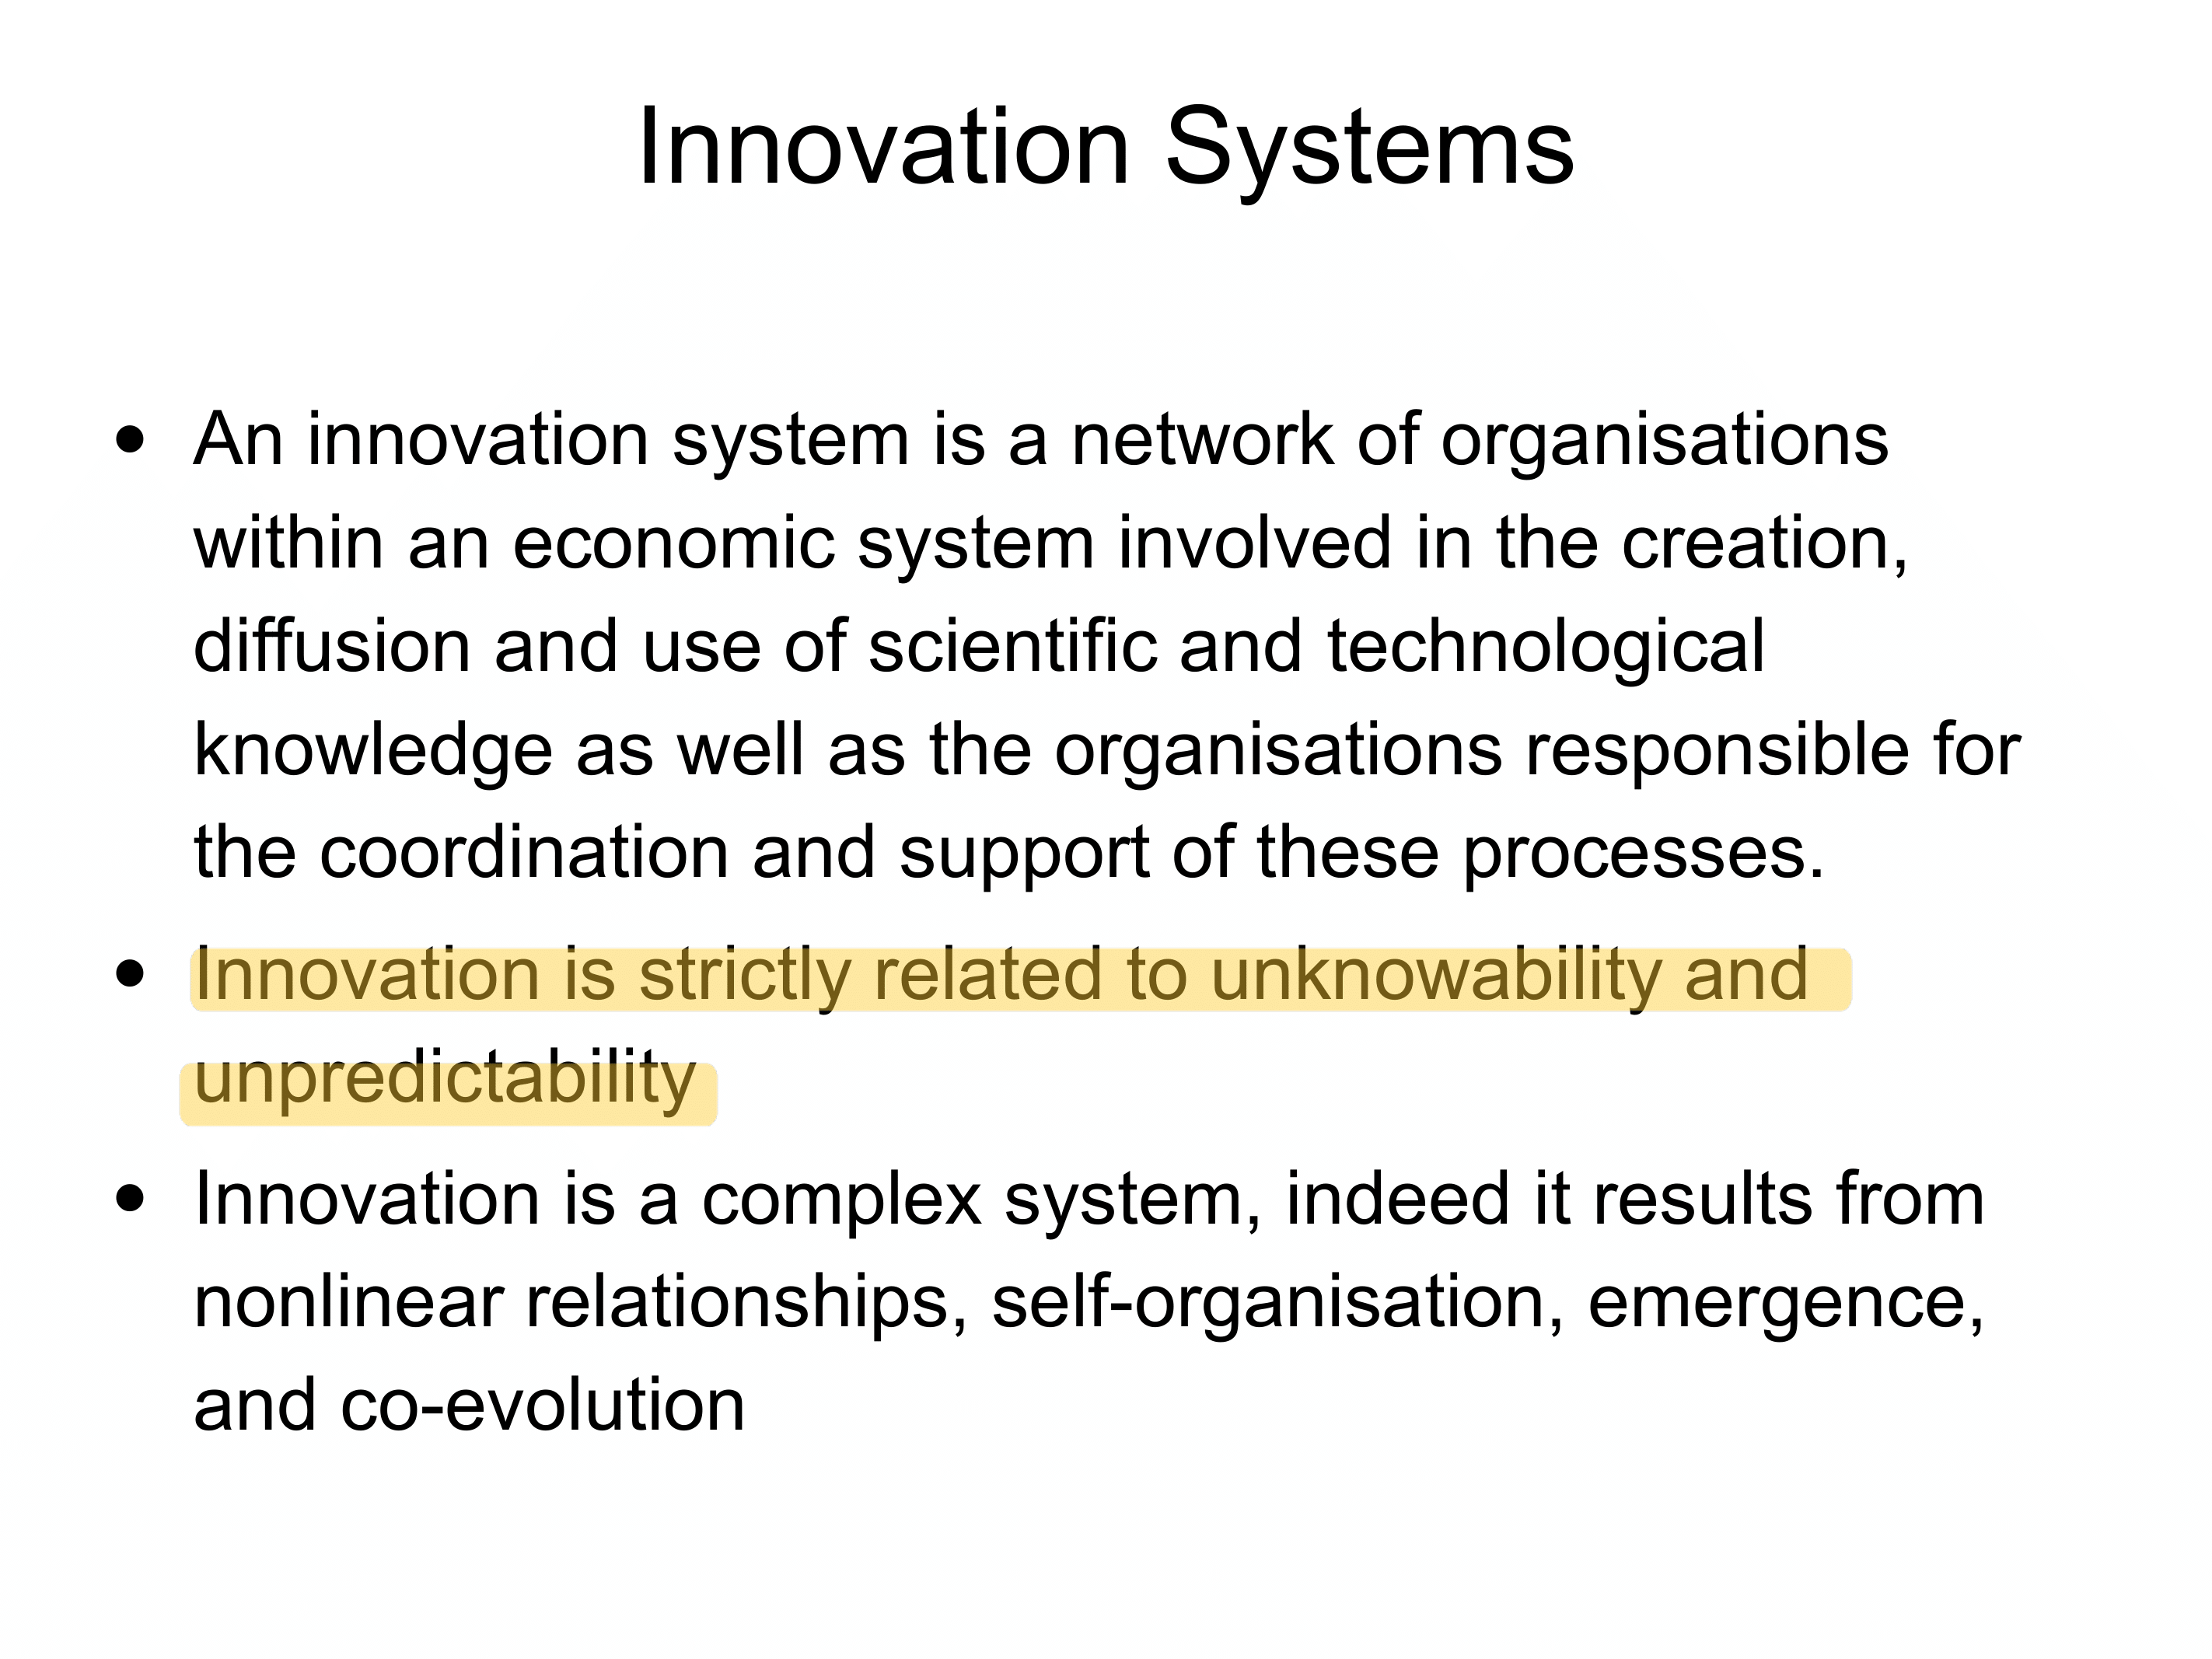 Innovation Systems
• An innovation system is a network of organisations
within an economic system involved in the creation,
diffusion and use of scientific and technological
knowledge as well as the organisations responsible for
the coordination and support of these processes.
• Innovation is strictly related to unknowability and
unpredictability
• Innovation is a complex system, indeed it results from
nonlinear relationships, self-organisation, emergence,
and co-evolution